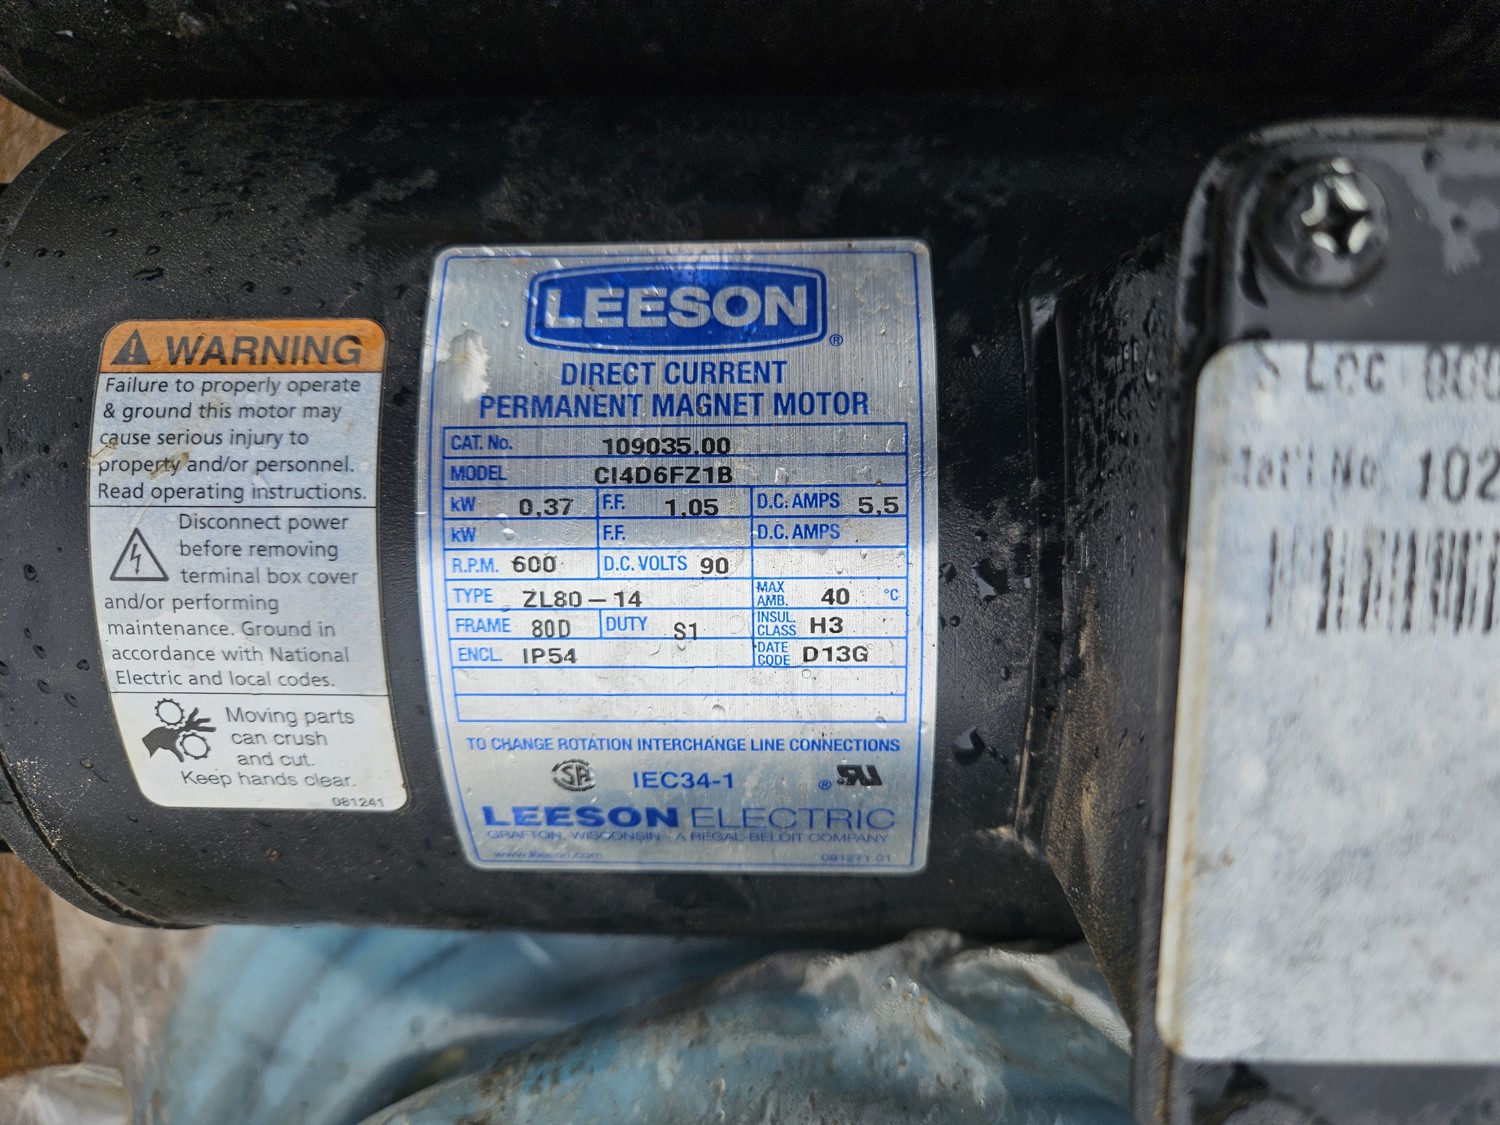 WARNING
Failure to properly operate
& ground this motor may
cause serious injury to
property and/or personnel.
Read operating instructions.
Disconnect power
before removing
terminal box cover
and/or performing
maintenance. Ground in
accordance with National
Electric and local codes.
Moving parts
can crush
and cut.
Keep hands clear.
081241
LEESON®
DIRECT CURRENT
PERMANENT MAGNET MOTOR
CAT. No. 109035.00
MODEL CI4D6FZ1B
kW 0,37 F.F. 1,05 D.C. AMPS 5,5
kW F.F. D.C. AMPS
R.P.M. 600 D.C. VOLTS 90
TYPE ZL80-14 MAX AMB. 40 °C
FRAME 80D DUTY S1 INSUL. CLASS H3
ENCL. IP54 DATE CODE D13G
TO CHANGE ROTATION INTERCHANGE LINE CONNECTIONS
IEC34-1
LEESON ELECTRIC
GRAFTON, WISCONSIN - A REGAL-BELOIT COMPANY
www.leeson.com 081271.01
S Loc
102